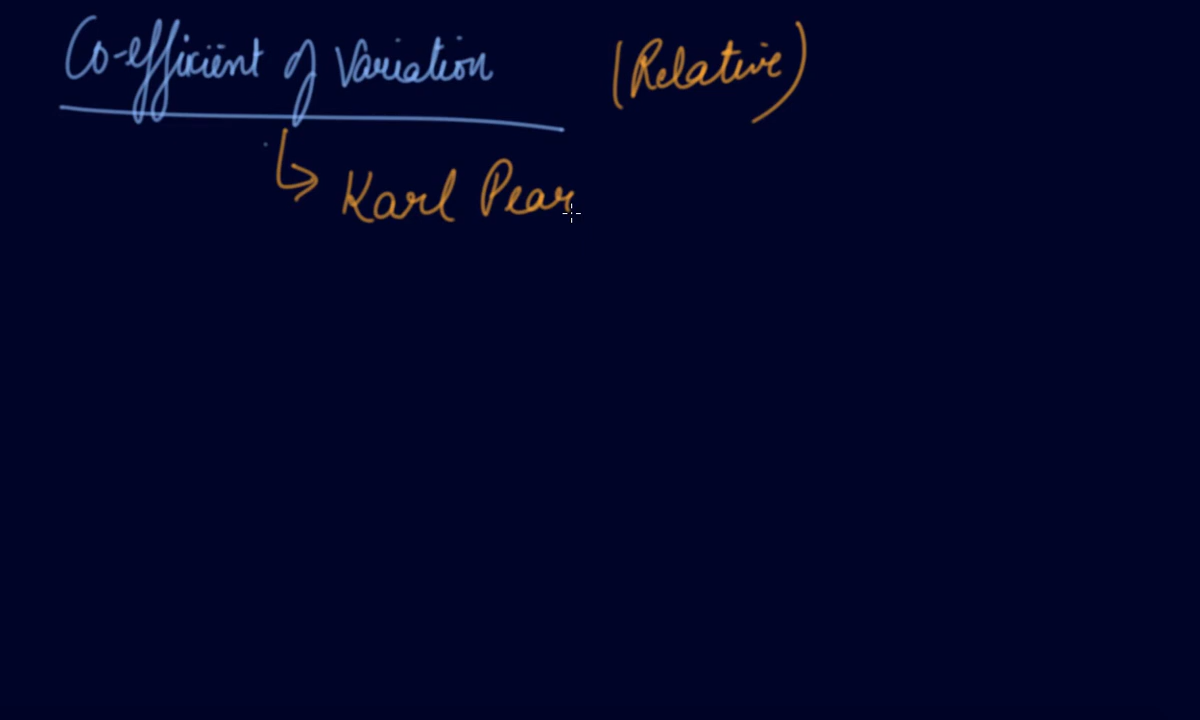 Co-efficient of Variation (Relative)
Karl Pear